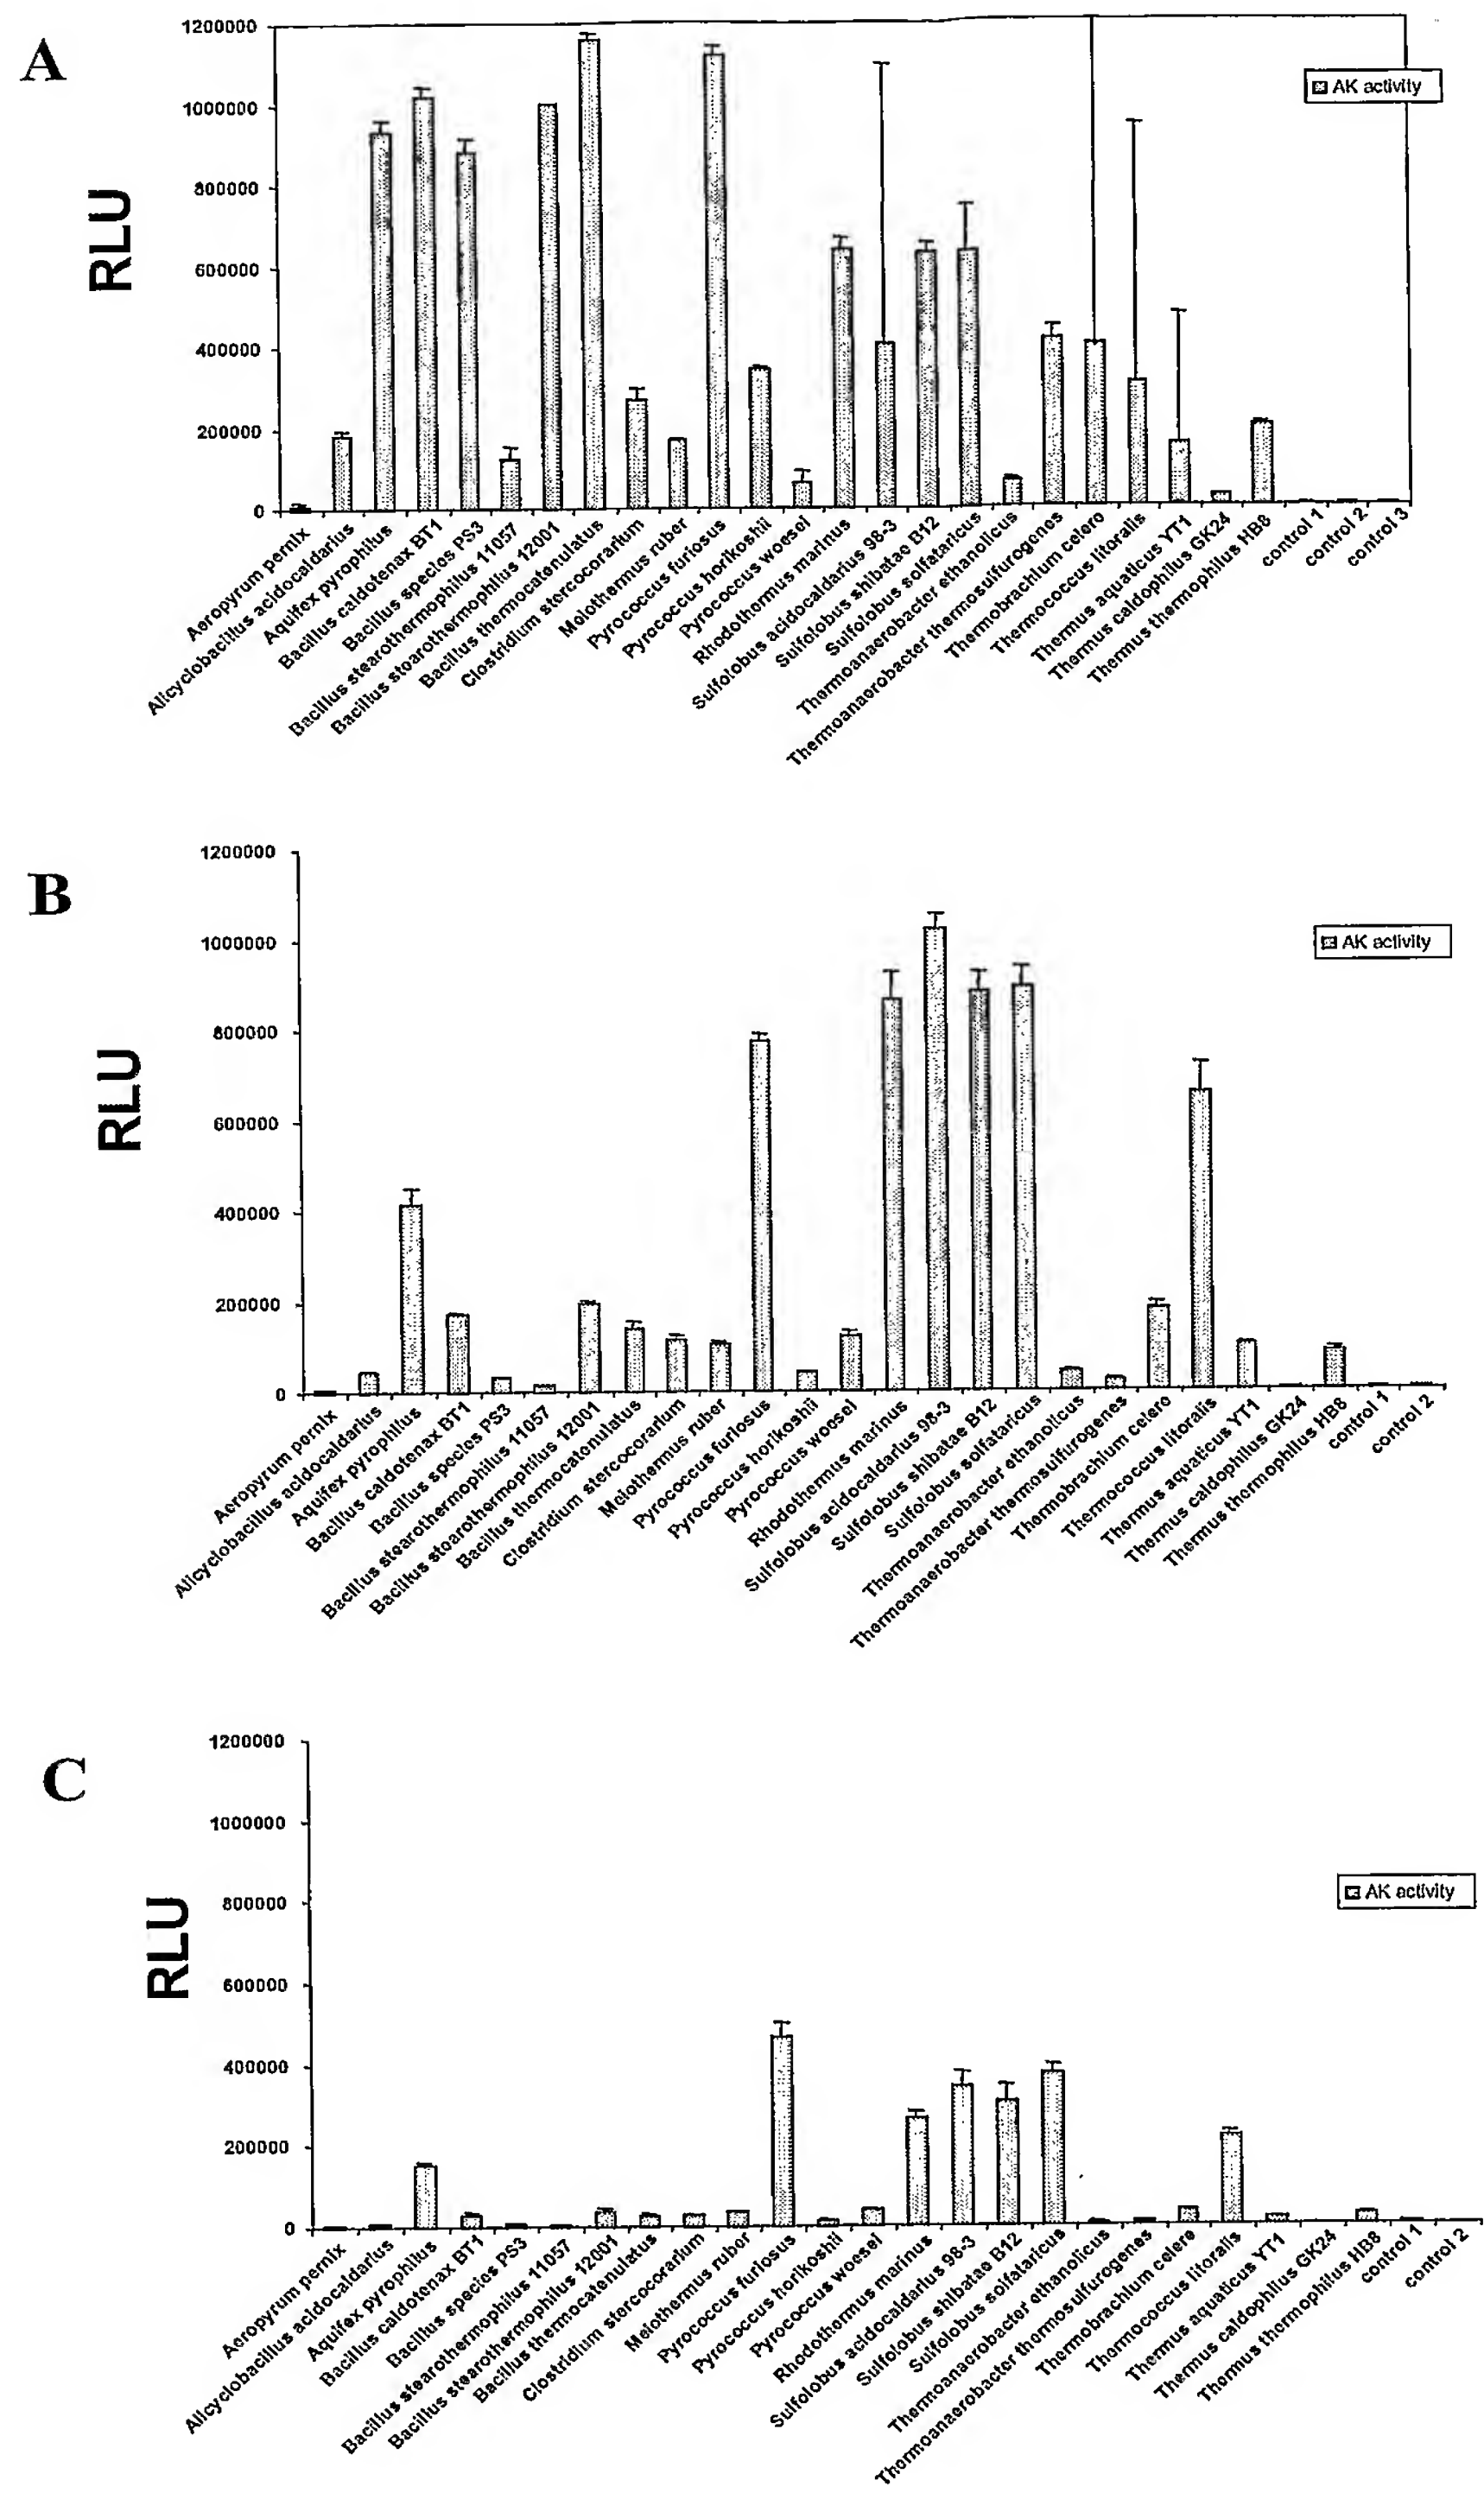 A
RLU
1200000
1000000
800000
600000
400000
200000
0
AK activity
Aeropyrum pernix
Alicyclobacillus acidocaldarius
Aquifex pyrophilus
Bacillus caldotenax BT1
Bacillus species PS3
Bacillus stearothermophilus 11057
Bacillus stearothermophilus 12001
Bacillus thermocatenulatus
Clostridium stercocorarium
Meiothermus ruber
Pyrococcus furiosus
Pyrococcus horikoshii
Pyrococcus woesei
Rhodothermus marinus
Sulfolobus acidocaldarius 98-3
Sulfolobus shibatae B12
Sulfolobus solfataricus
Thermoanaerobacter ethanolicus
Thermoanaerobacter thermosulfurogenes
Thermobrachium celere
Thermococcus litoralis
Thermus aquaticus YT1
Thermus caldophilus GK24
Thermus thermophilus HB8
control 1
control 2
control 3
B
RLU
1200000
1000000
800000
600000
400000
200000
0
AK activity
Aeropyrum pernix
Alicyclobacillus acidocaldarius
Aquifex pyrophilus
Bacillus caldotenax BT1
Bacillus species PS3
Bacillus stearothermophilus 11057
Bacillus stearothermophilus 12001
Bacillus thermocatenulatus
Clostridium stercocorarium
Meiothermus ruber
Pyrococcus furiosus
Pyrococcus horikoshii
Pyrococcus woesei
Rhodothermus marinus
Sulfolobus acidocaldarius 98-3
Sulfolobus shibatae B12
Sulfolobus solfataricus
Thermoanaerobacter ethanolicus
Thermoanaerobacter thermosulfurogenes
Thermobrachium celere
Thermococcus litoralis
Thermus aquaticus YT1
Thermus caldophilus GK24
Thermus thermophilus HB8
control 1
control 2
C
RLU
1200000
1000000
800000
600000
400000
200000
0
AK activity
Aeropyrum pernix
Alicyclobacillus acidocaldarius
Aquifex pyrophilus
Bacillus caldotenax BT1
Bacillus species PS3
Bacillus stearothermophilus 11057
Bacillus stearothermophilus 12001
Bacillus thermocatenulatus
Clostridium stercocorarium
Meiothermus ruber
Pyrococcus furiosus
Pyrococcus horikoshii
Pyrococcus woesei
Rhodothermus marinus
Sulfolobus acidocaldarius 98-3
Sulfolobus shibatae B12
Sulfolobus solfataricus
Thermoanaerobacter ethanolicus
Thermoanaerobacter thermosulfurogenes
Thermobrachium celere
Thermococcus litoralis
Thermus aquaticus YT1
Thermus caldophilus GK24
Thermus thermophilus HB8
control 1
control 2